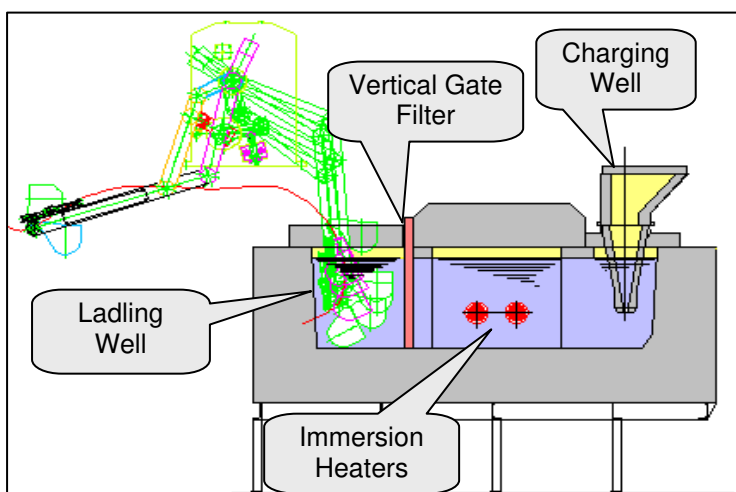 Charging
Well
Vertical Gate
Filter
Ladling
Well
Immersion
Heaters